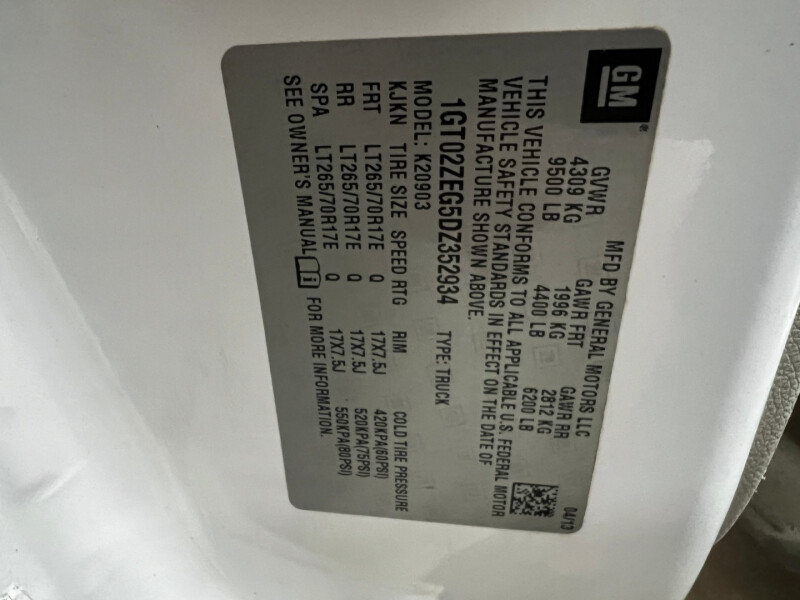 GM
®
MFD BY GENERAL MOTORS LLC
04/13
GVWR GAWR FRT GAWR RR
4309 KG 1996 KG 2812 KG
9500 LB 4400 LB 6200 LB
THIS VEHICLE CONFORMS TO ALL APPLICABLE U.S. FEDERAL MOTOR
VEHICLE SAFETY STANDARDS IN EFFECT ON THE DATE OF
MANUFACTURE SHOWN ABOVE.
1GT02ZEG5DZ352934 TYPE: TRUCK
MODEL: K20903
KJKN TIRE SIZE SPEED RTG RIM COLD TIRE PRESSURE
FRT LT265/70R17E Q 17X7.5J 420KPA(60PSI)
RR LT265/70R17E Q 17X7.5J 520KPA(75PSI)
SPA LT265/70R17E Q 17X7.5J 550KPA(80PSI)
SEE OWNER'S MANUAL i FOR MORE INFORMATION.